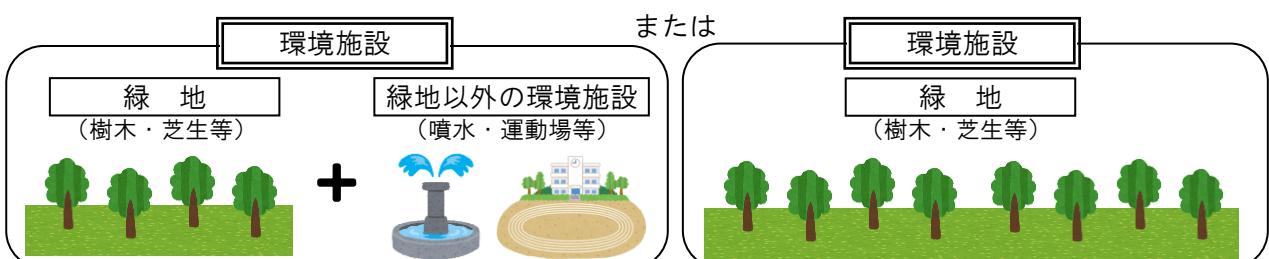 または
環境施設
緑　地
（樹木・芝生等）
緑地以外の環境施設
（噴水・運動場等）
環境施設
緑　地
（樹木・芝生等）